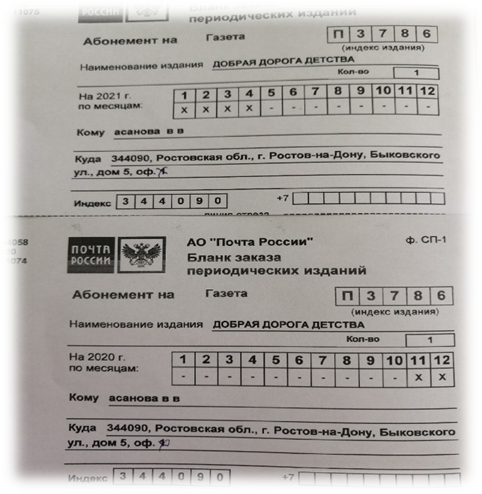 1075
ПОЧТА
РОССИИ
Бланк заказа
периодических изданий
Абонемент на Газета П 3 7 8 6
(индекс издания)
Наименование издания ДОБРАЯ ДОРОГА ДЕТСТВА
Кол-во 1
На 2021 г. 1 2 3 4 5 6 7 8 9 10 11 12
по месяцам: х х х х - - - - - - - -
Кому асанова в в
Куда 344090, Ростовская обл., г. Ростов-на-Дону, Быковского
ул., дом 5, оф.
Индекс 3 4 4 0 9 0 +7
линия отреза
4058
1074
ПОЧТА
РОССИИ
АО "Почта России" ф. СП-1
Бланк заказа
периодических изданий
Абонемент на Газета П 3 7 8 6
(индекс издания)
Наименование издания ДОБРАЯ ДОРОГА ДЕТСТВА
Кол-во 1
На 2020 г. 1 2 3 4 5 6 7 8 9 10 11 12
по месяцам: - - - - - - - - - - х х
Кому асанова в в
Куда 344090, Ростовская обл., г. Ростов-на-Дону, Быковского
ул., дом 5, оф.
Индекс 3 4 4 0 9 0 +7